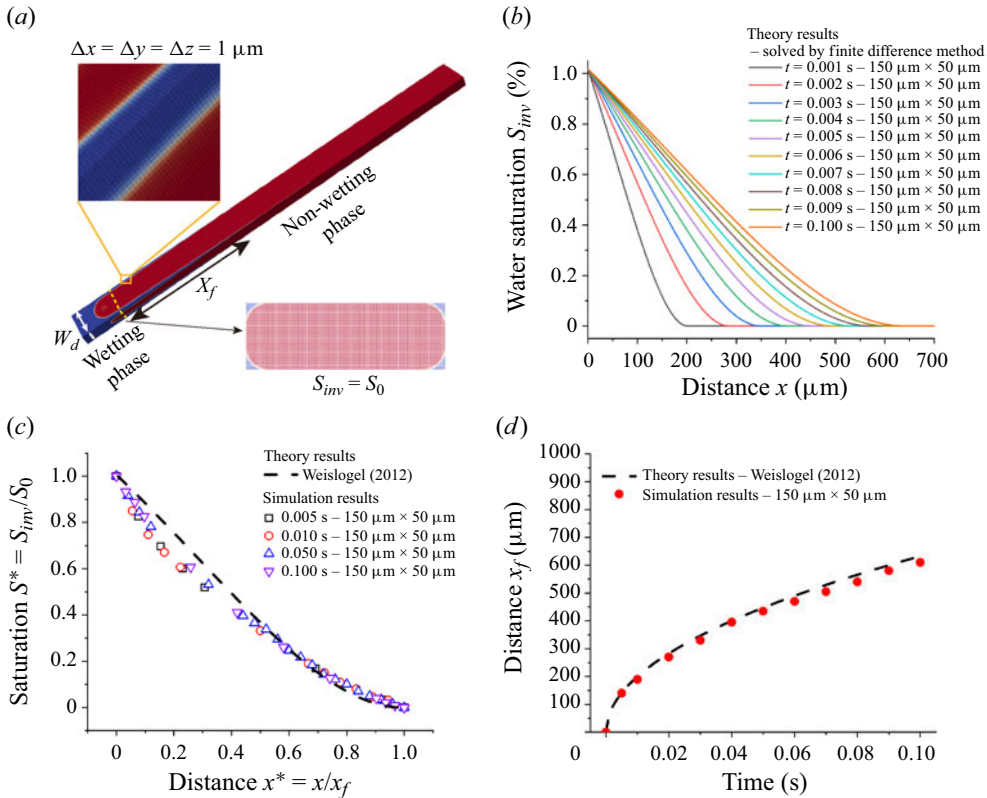 (a)
Δx = Δy = Δz = 1 μm
Non-wetting
phase
X_f
W_d
Wetting
phase
S_inv = S_0
(b)
Theory results
– solved by finite difference method
t = 0.001 s – 150 μm × 50 μm
t = 0.002 s – 150 μm × 50 μm
t = 0.003 s – 150 μm × 50 μm
t = 0.004 s – 150 μm × 50 μm
t = 0.005 s – 150 μm × 50 μm
t = 0.006 s – 150 μm × 50 μm
t = 0.007 s – 150 μm × 50 μm
t = 0.008 s – 150 μm × 50 μm
t = 0.009 s – 150 μm × 50 μm
t = 0.100 s – 150 μm × 50 μm
Water saturation S_inv (%)
1.0
0.8
0.6
0.4
0.2
0
0 100 200 300 400 500 600 700
Distance x (μm)
(c)
Theory results
Weislogel (2012)
Simulation results
0.005 s – 150 μm × 50 μm
0.010 s – 150 μm × 50 μm
0.050 s – 150 μm × 50 μm
0.100 s – 150 μm × 50 μm
Saturation S* = S_inv/S_0
1.0
0.8
0.6
0.4
0.2
0
0 0.2 0.4 0.6 0.8 1.0
Distance x* = x/x_f
(d)
Theory results – Weislogel (2012)
Simulation results – 150 μm × 50 μm
Distance x_f (μm)
1000
900
800
700
600
500
400
300
200
100
0 0 0.02 0.04 0.06 0.08 0.10
Time (s)